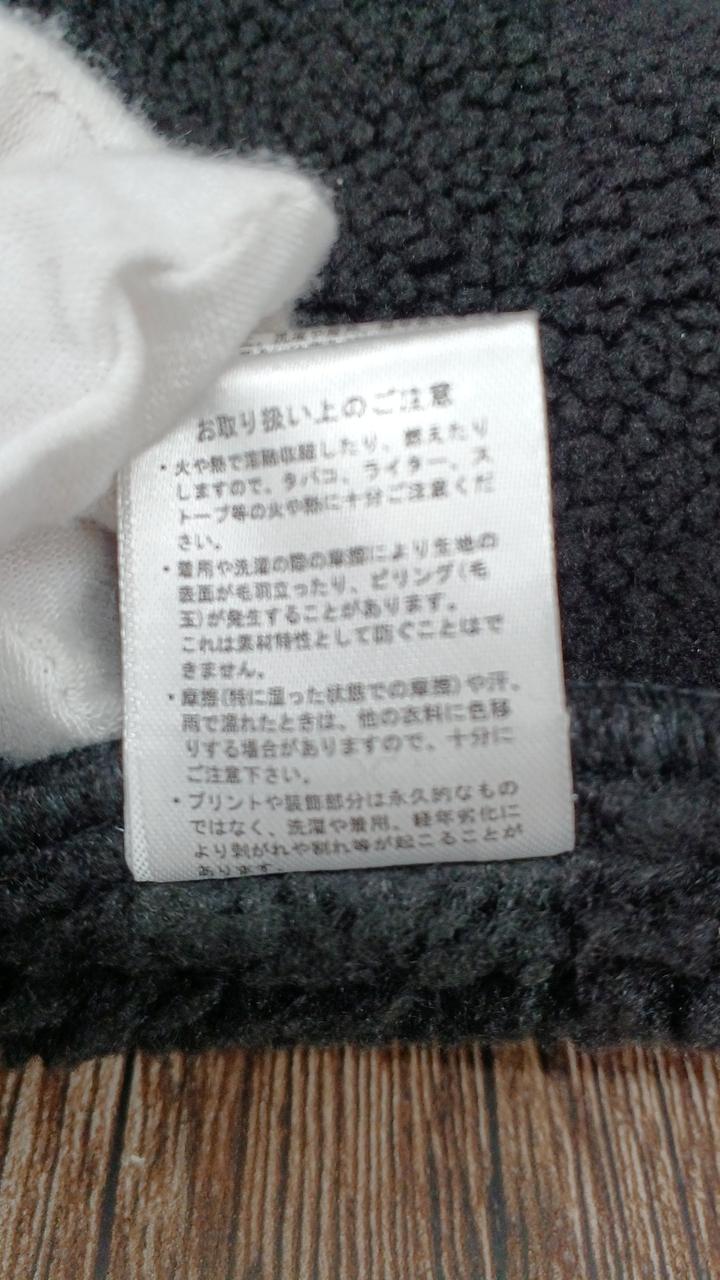 お取り扱い上のご注意
・火や熱で溶融収縮したり、燃えたり
しますので、タバコ、ライター、ス
トーブ等の火や熱に十分ご注意くだ
さい。
・着用や洗濯の際の摩擦により生地の
表面が毛羽立ったり、ピリング(毛
玉)が発生することがあります。
これは素材特性として防ぐことはで
きません。
・摩擦(特に湿った状態での摩擦)や汗、
雨で濡れたときは、他の衣料に色移
りする場合がありますので、十分に
ご注意下さい。
・プリントや装飾部分は永久的なもの
ではなく、洗濯や着用、経年劣化に
より剥がれや割れ等が起こることが
あります。